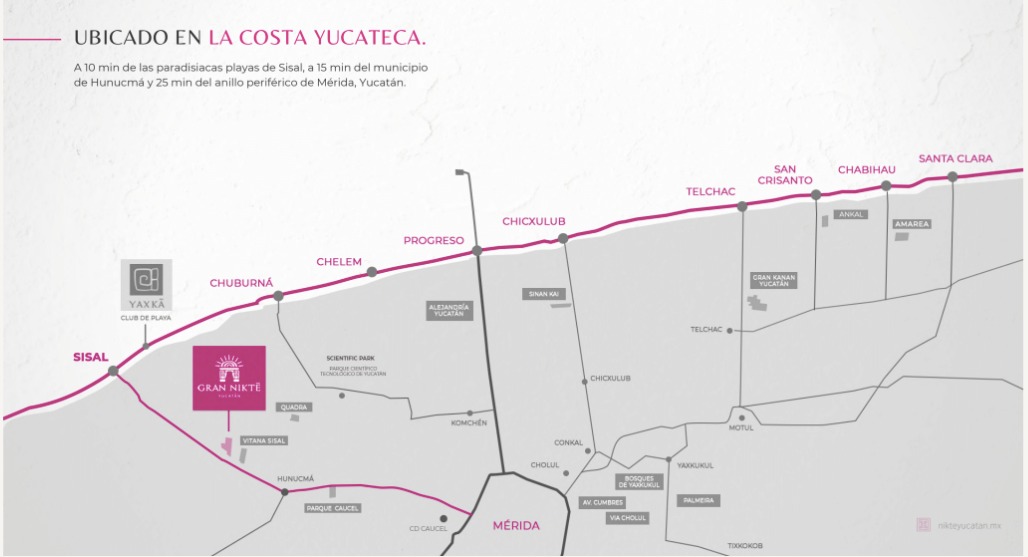 UBICADO EN LA COSTA YUCATECA.
A 10 min de las paradisiacas playas de Sisal, a 15 min del municipio
de Hunucmá y 25 min del anillo periférico de Mérida, Yucatán.
SANTA CLARA
SAN
CRISANTO
CHABIHAU
TELCHAC
CHICXULUB
PROGRESO
CHELEM
CHUBURNÁ
SISAL
ANKAL
AMAREA
GRAN KANAN
YUCATÁN
SINAN KAI
ALEJANDRÍA
YUCATÁN
YAXKĀ
CLUB DE PLAYA
TELCHAC
GRAN NIKTĒ
YUCATÁN
SCIENTIFIC PARK
PARQUE CIENTÍFICO
TECNOLÓGICO DE YUCATÁN
CHICXULUB
QUADRA
KOMCHÉN
MOTUL
VITANA SISAL
CONKAL
CHOLUL
YAXKUKUL
HUNUCMÁ
BOSQUES
DE YAXKUKUL
PARQUE CAUCEL
AV. CUMBRES
PALMEIRA
VIA CHOLUL
CD CAUCEL
MÉRIDA
TIXKOKOB
nikteyucatan.mx